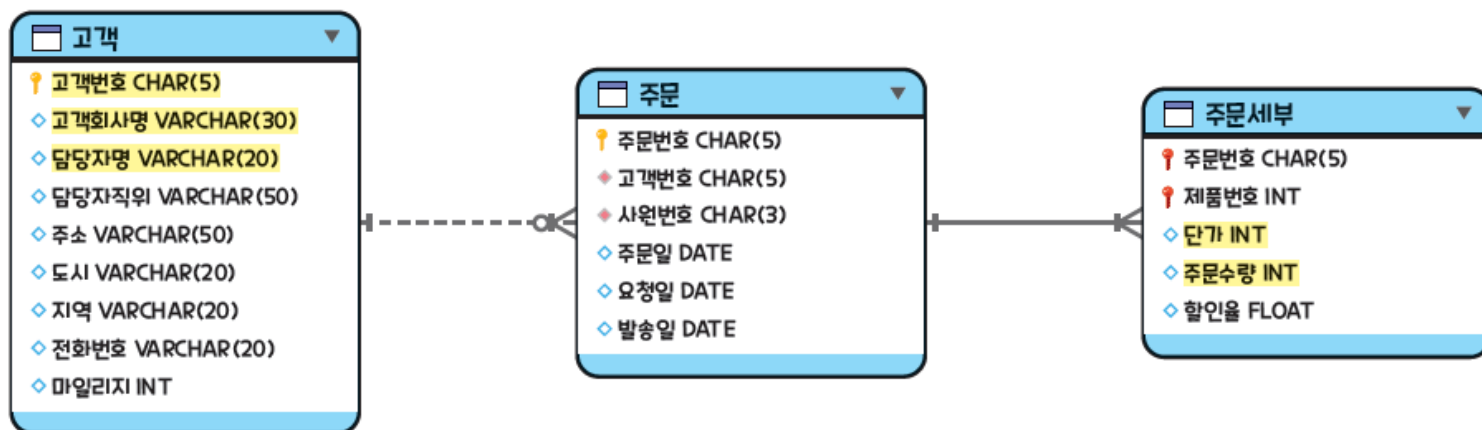 고객
고객번호 CHAR(5)
고객회사명 VARCHAR(30)
담당자명 VARCHAR(20)
담당자직위 VARCHAR(50)
주소 VARCHAR(50)
도시 VARCHAR(20)
지역 VARCHAR(20)
전화번호 VARCHAR(20)
마일리지 INT
주문
주문번호 CHAR(5)
고객번호 CHAR(5)
사원번호 CHAR(3)
주문일 DATE
요청일 DATE
발송일 DATE
주문세부
주문번호 CHAR(5)
제품번호 INT
단가 INT
주문수량 INT
할인율 FLOAT